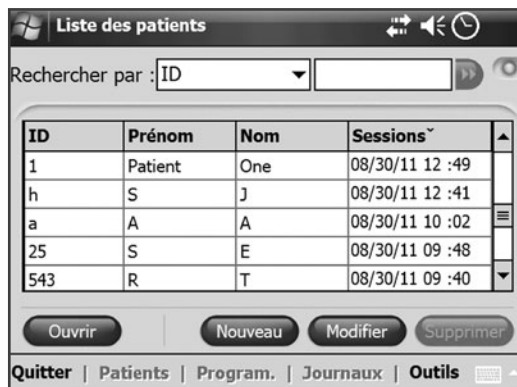 Liste des patients
Rechercher par : ID
ID Prénom Nom Sessionsˇ
1 Patient One 08/30/11 12 :49
h S J 08/30/11 12 :41
a A A 08/30/11 10 :02
25 S E 08/30/11 09 :48
543 R T 08/30/11 09 :40
Ouvrir Nouveau Modifier Supprimer
Quitter | Patients | Program. | Journaux | Outils